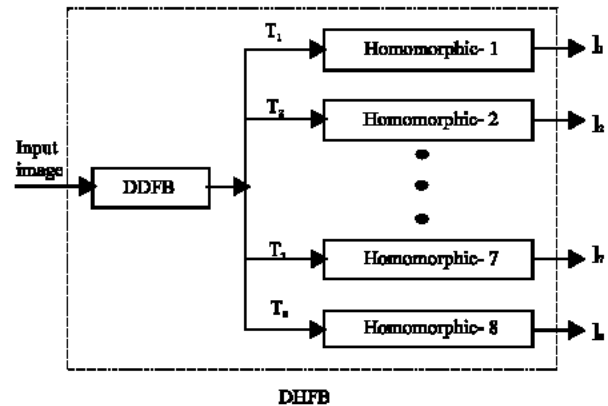 T₁
Homomorphic- 1
I₁
T₂
Homomorphic- 2
I₂
Input
image
DDFB
T₇
Homomorphic- 7
I₇
T₈
Homomorphic- 8
I₈
DHFB